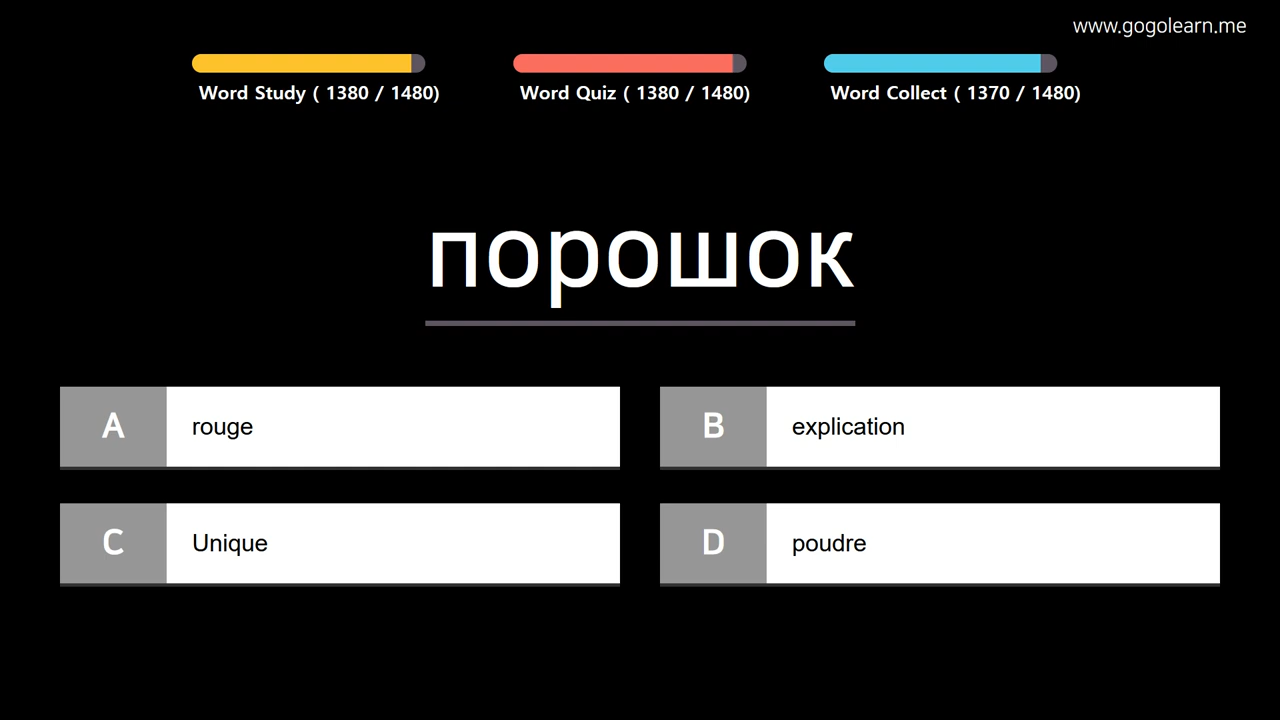 www.gogolearn.me
Word Study ( 1380 / 1480)
Word Quiz ( 1380 / 1480)
Word Collect ( 1370 / 1480)
порошок
A rouge
B explication
C Unique
D poudre